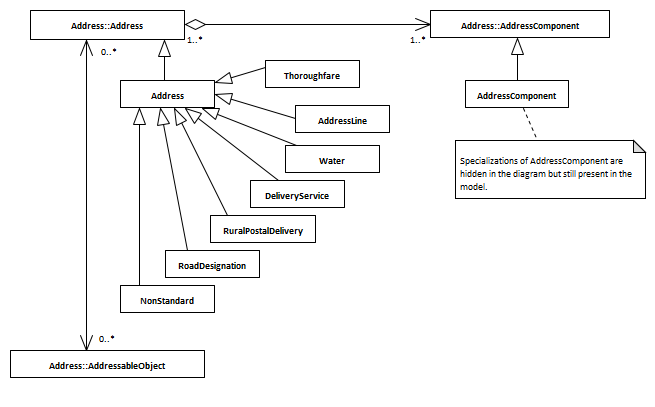 Address::Address
Address::AddressComponent
0..*
1..*
1..*
Thoroughfare
Address
AddressComponent
AddressLine
Water
Specializations of AddressComponent are
hidden in the diagram but still present in the
model.
DeliveryService
RuralPostalDelivery
RoadDesignation
NonStandard
0..*
Address::AddressableObject